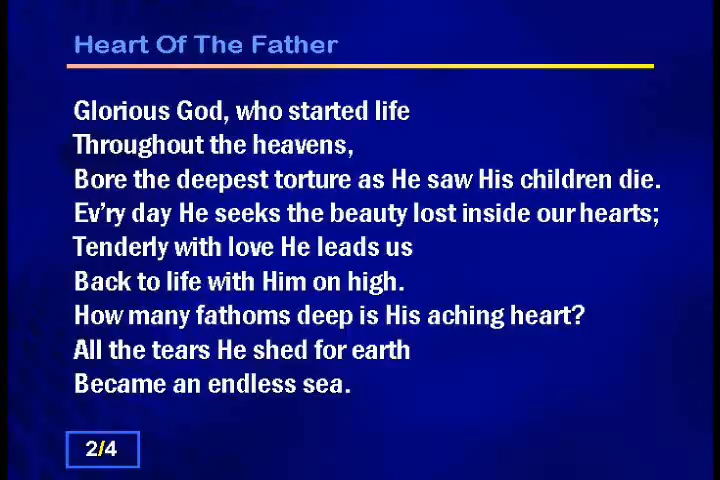 Heart Of The Father
Glorious God, who started life
Throughout the heavens,
Bore the deepest torture as He saw His children die.
Ev'ry day He seeks the beauty lost inside our hearts;
Tenderly with love He leads us
Back to life with Him on high.
How many fathoms deep is His aching heart?
All the tears He shed for earth
Became an endless sea.
2/4